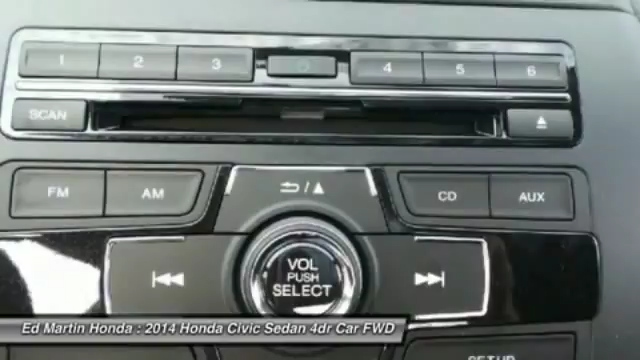 1 2 3 4 5 6
SCAN
FM AM CD AUX
VOL
PUSH
SELECT
Ed Martin Honda : 2014 Honda Civic Sedan 4dr Car FWD
SETUP